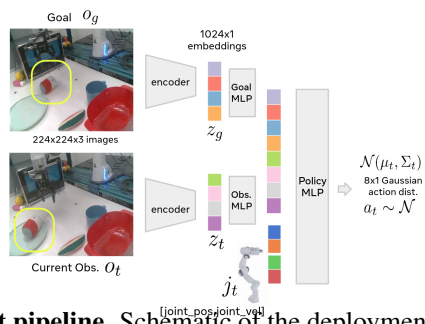 Goal o_g
1024x1
embeddings
encoder
Goal
MLP
z_g
224x224x3 images
Policy
MLP
N(μ_t, Σ_t)
8x1 Gaussian
action dist.
a_t ∼ N
encoder
Obs.
MLP
z_t
Current Obs. o_t
j_t
[joint_pos,joint_vel]
t pipeline. Schematic of the deploymen